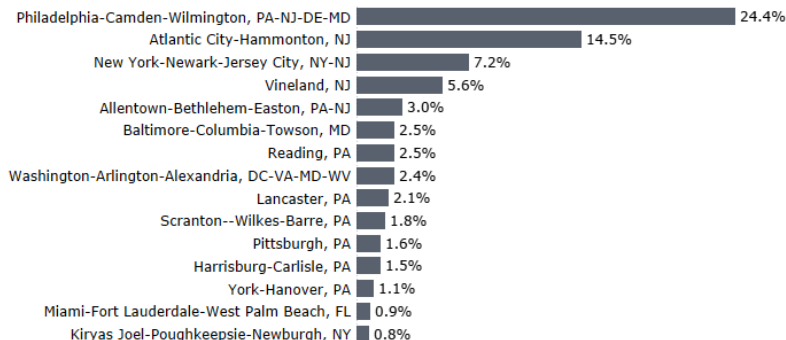 Philadelphia-Camden-Wilmington, PA-NJ-DE-MD 24.4%
Atlantic City-Hammonton, NJ 14.5%
New York-Newark-Jersey City, NY-NJ 7.2%
Vineland, NJ 5.6%
Allentown-Bethlehem-Easton, PA-NJ 3.0%
Baltimore-Columbia-Towson, MD 2.5%
Reading, PA 2.5%
Washington-Arlington-Alexandria, DC-VA-MD-WV 2.4%
Lancaster, PA 2.1%
Scranton--Wilkes-Barre, PA 1.8%
Pittsburgh, PA 1.6%
Harrisburg-Carlisle, PA 1.5%
York-Hanover, PA 1.1%
Miami-Fort Lauderdale-West Palm Beach, FL 0.9%
Kiryas Joel-Poughkeepsie-Newburgh, NY 0.8%